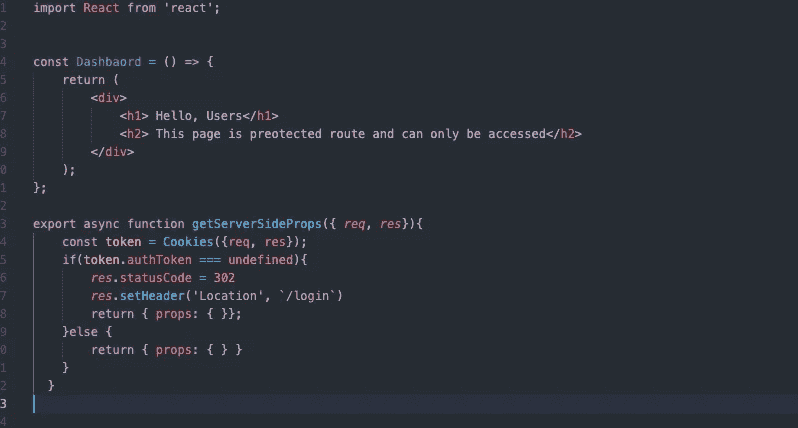 1 import React from 'react';
2
3
4 const Dashbaord = () => {
5 return (
6 <div>
7 <h1> Hello, Users</h1>
8 <h2> This page is preotected route and can only be accessed</h2>
9 </div>
0 );
1 };
2
3 export async function getServerSideProps({ req, res}){
4 const token = Cookies({req, res});
5 if(token.authToken === undefined){
6 res.statusCode = 302
7 res.setHeader('Location', `/login`)
8 return { props: { }};
9 }else {
0 return { props: { } }
1 }
2 }
3
4